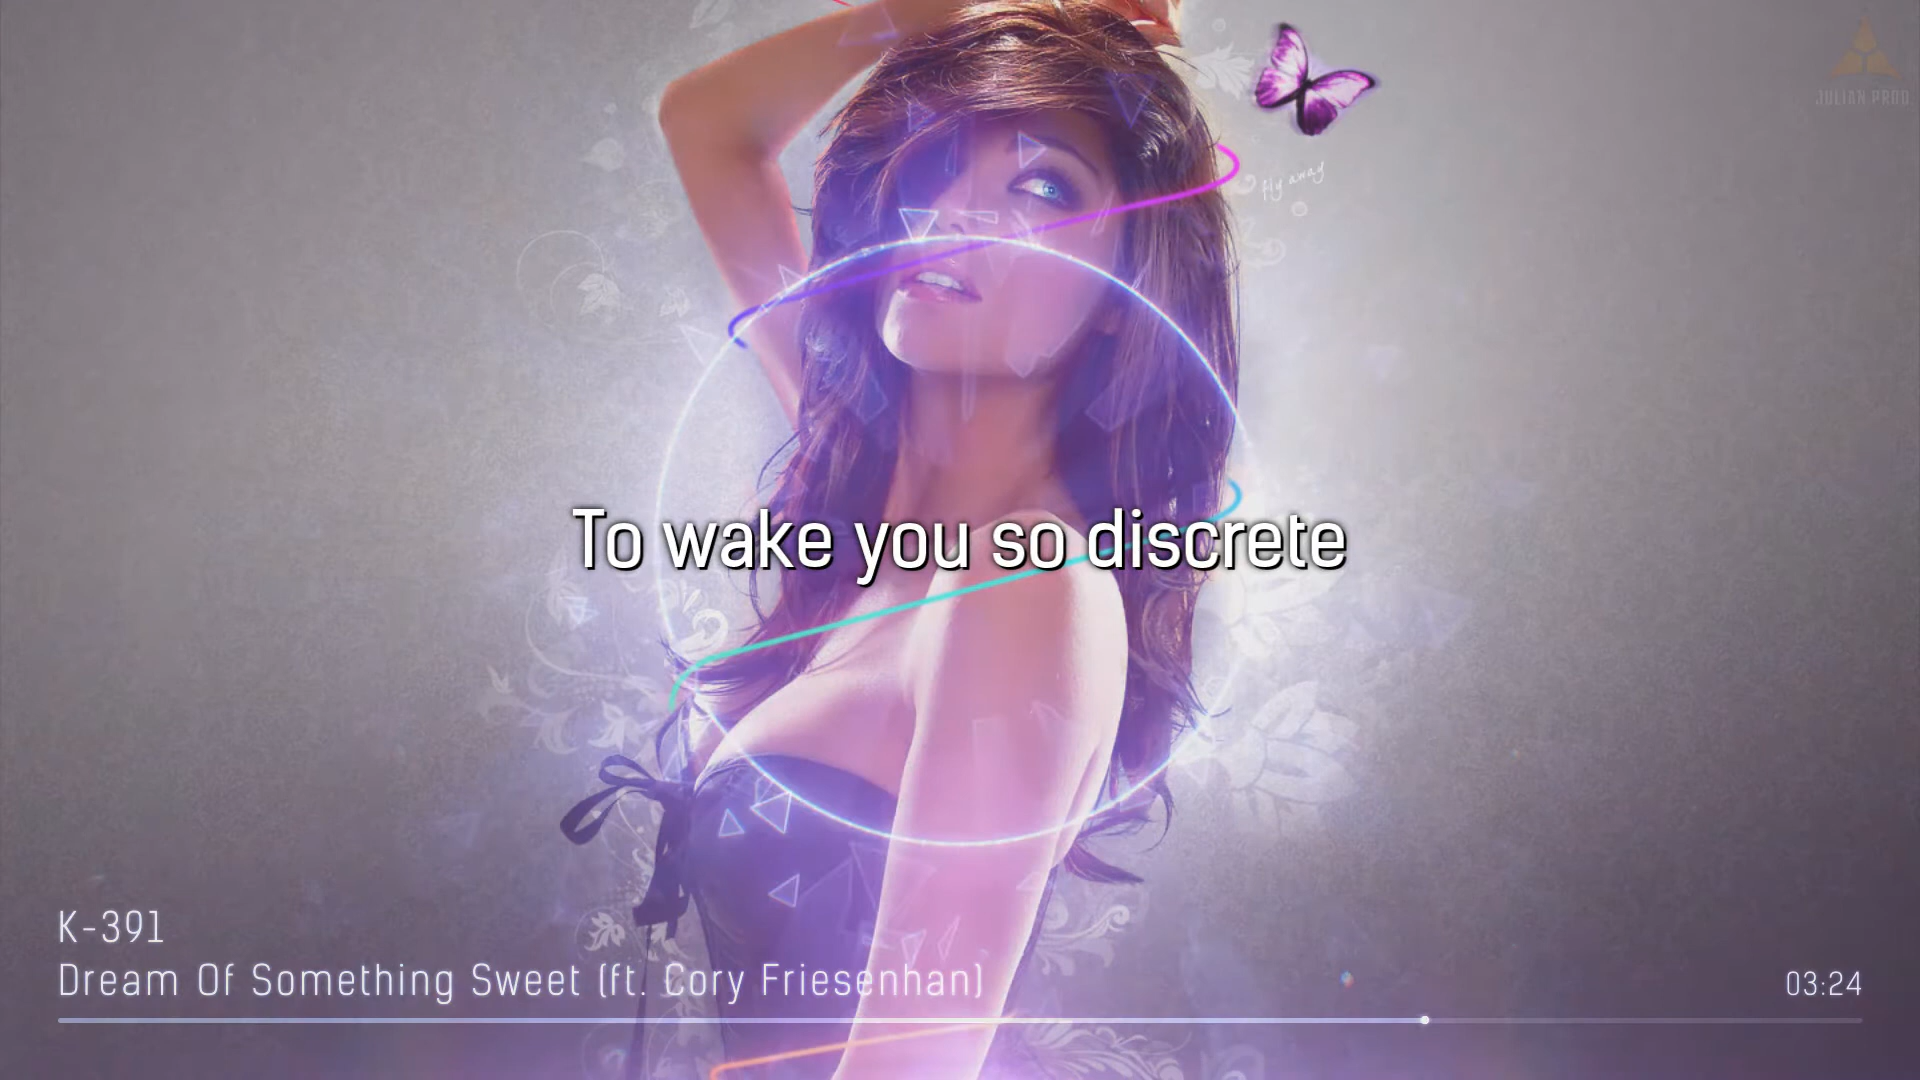 JULIAN PROD
fly away
To wake you so discrete
K-391
Dream Of Something Sweet (ft. Cory Friesenhan)
03:24